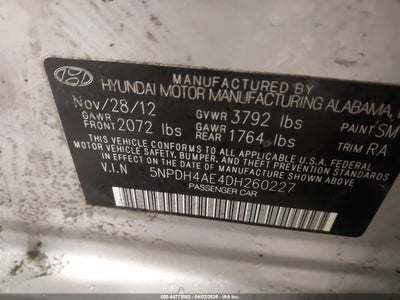 MANUFACTURED BY
HYUNDAI MOTOR MANUFACTURING ALABAMA,
Nov/28/12 GVWR 3792 lbs PAINT SM
GAWR FRONT 2072 lbs GAWR REAR 1764 lbs TRIM RA
THIS VEHICLE CONFORMS TO ALL APPLICABLE U.S.A. FEDERAL
MOTOR VEHICLE SAFETY, BUMPER, AND THEFT PREVENTION STANDARDS
IN EFFECT ON THE DATE OF MANUFACTURE SHOWN ABOVE.
V.I.N 5NPDH4AE4DH260227
PASSENGER CAR